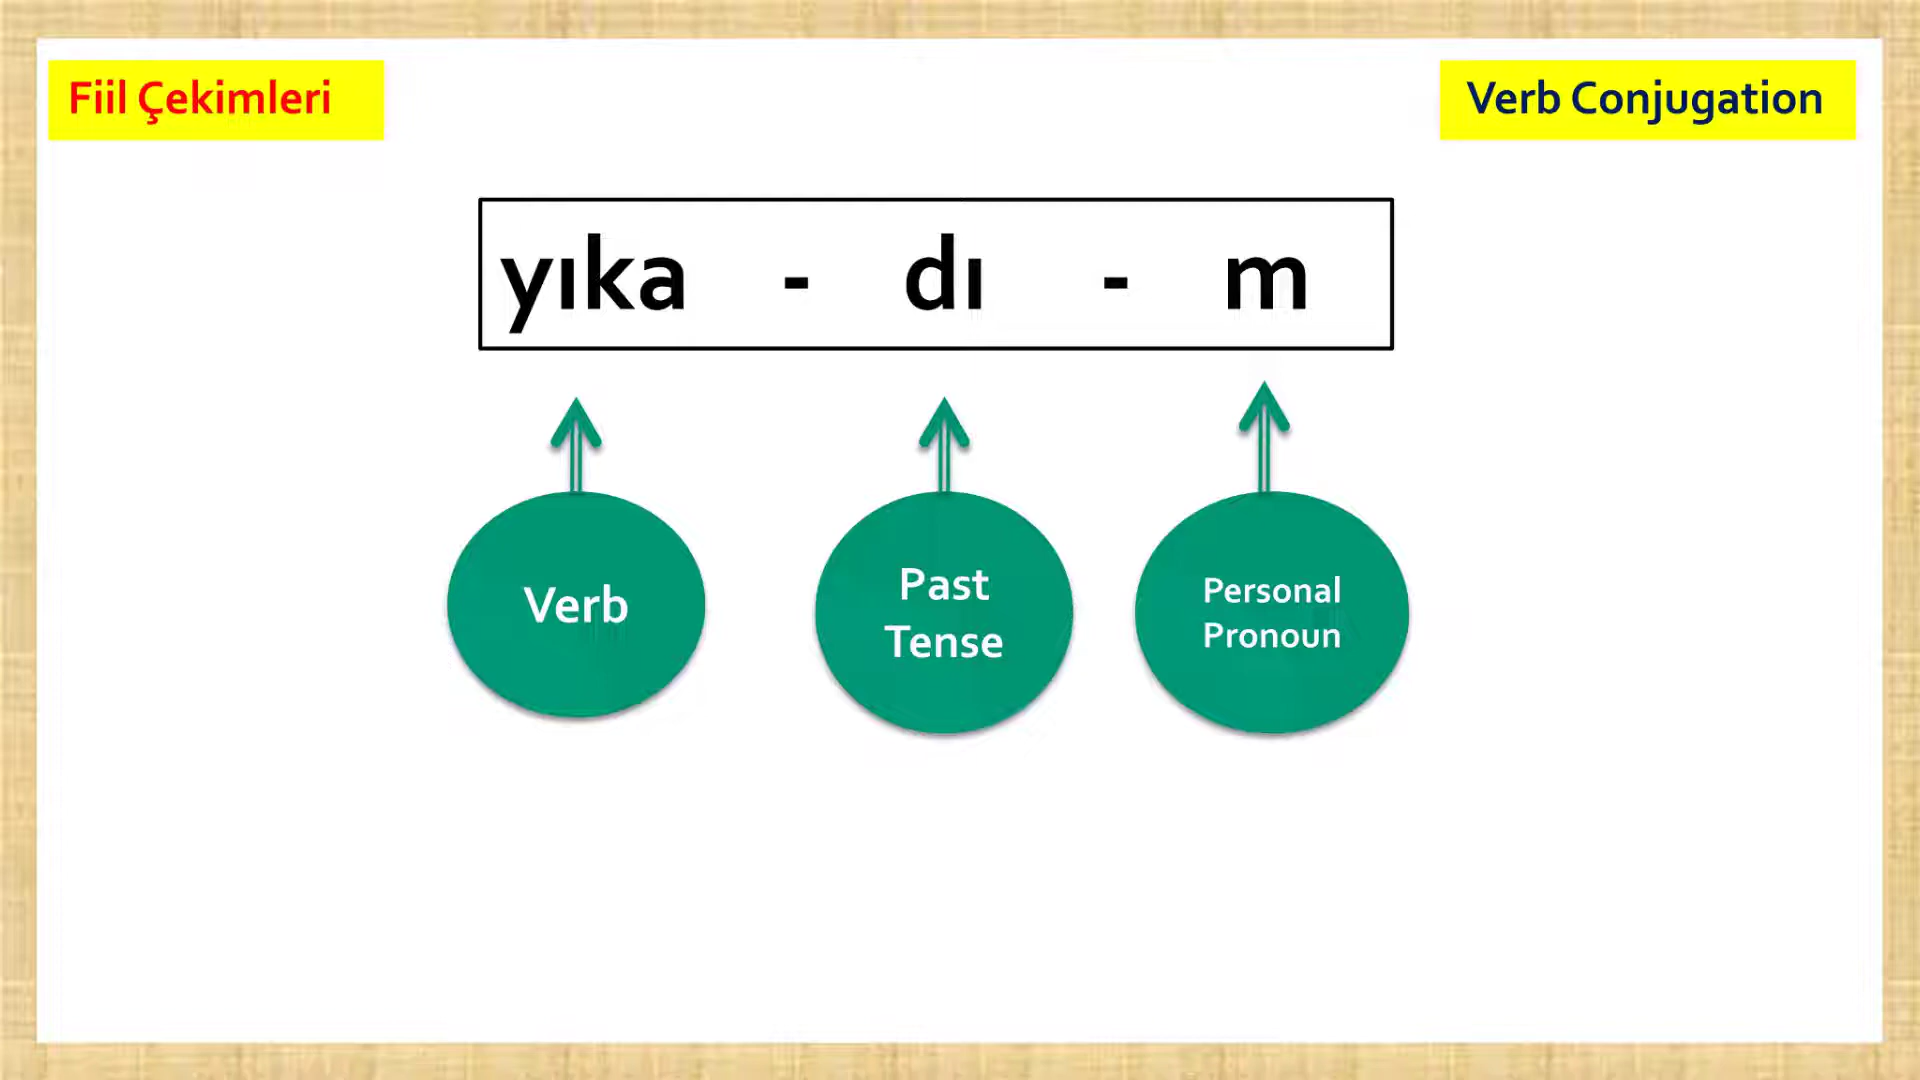 Fiil Çekimleri
Verb Conjugation
yıka - dı - m
Verb
Past
Tense
Personal
Pronoun